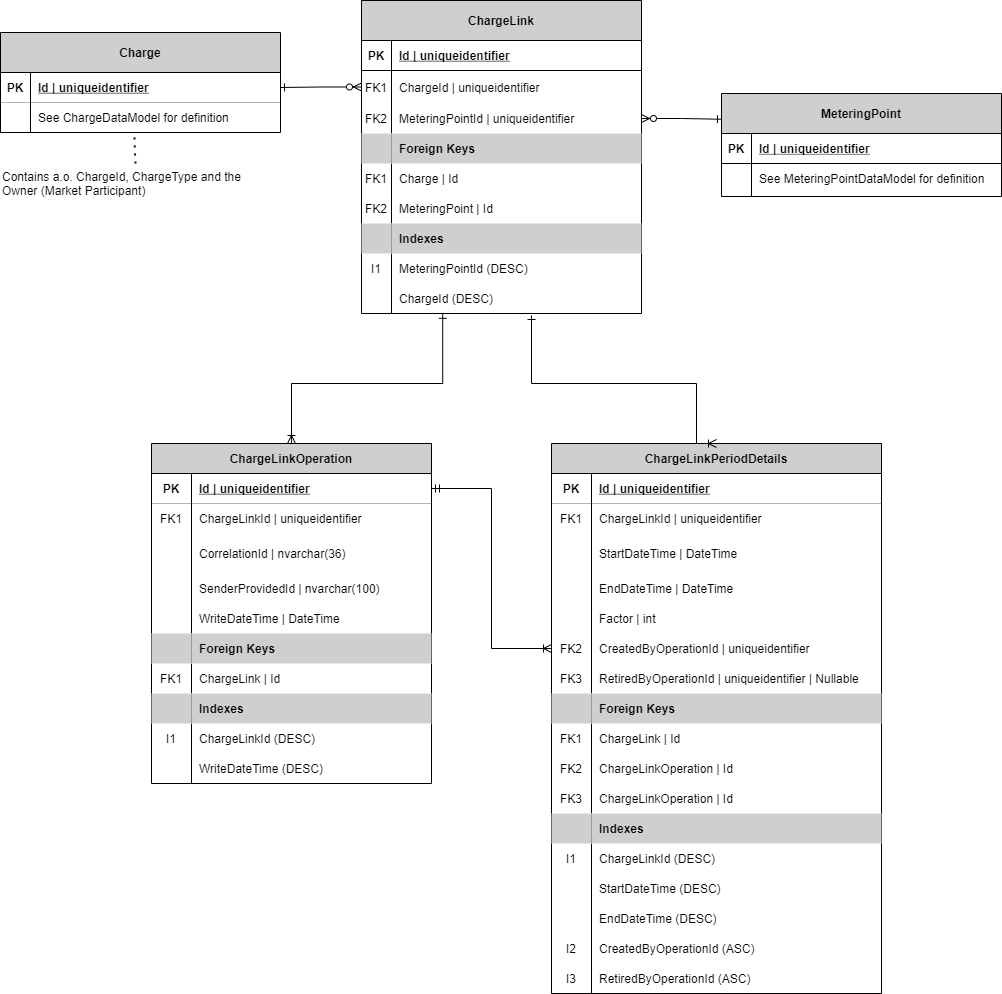 ChargeLink
PK Id | uniqueidentifier
FK1 ChargeId | uniqueidentifier
FK2 MeteringPointId | uniqueidentifier
Foreign Keys
FK1 Charge | Id
FK2 MeteringPoint | Id
Indexes
I1 MeteringPointId (DESC)
ChargeId (DESC)
Charge
PK Id | uniqueidentifier
See ChargeDataModel for definition
Contains a.o. ChargeId, ChargeType and the
Owner (Market Participant)
MeteringPoint
PK Id | uniqueidentifier
See MeteringPointDataModel for definition
ChargeLinkOperation
PK Id | uniqueidentifier
FK1 ChargeLinkId | uniqueidentifier
CorrelationId | nvarchar(36)
SenderProvidedId | nvarchar(100)
WriteDateTime | DateTime
Foreign Keys
FK1 ChargeLink | Id
Indexes
I1 ChargeLinkId (DESC)
WriteDateTime (DESC)
ChargeLinkPeriodDetails
PK Id | uniqueidentifier
FK1 ChargeLinkId | uniqueidentifier
StartDateTime | DateTime
EndDateTime | DateTime
Factor | int
FK2 CreatedByOperationId | uniqueidentifier
FK3 RetiredByOperationId | uniqueidentifier | Nullable
Foreign Keys
FK1 ChargeLink | Id
FK2 ChargeLinkOperation | Id
FK3 ChargeLinkOperation | Id
Indexes
I1 ChargeLinkId (DESC)
StartDateTime (DESC)
EndDateTime (DESC)
I2 CreatedByOperationId (ASC)
I3 RetiredByOperationId (ASC)